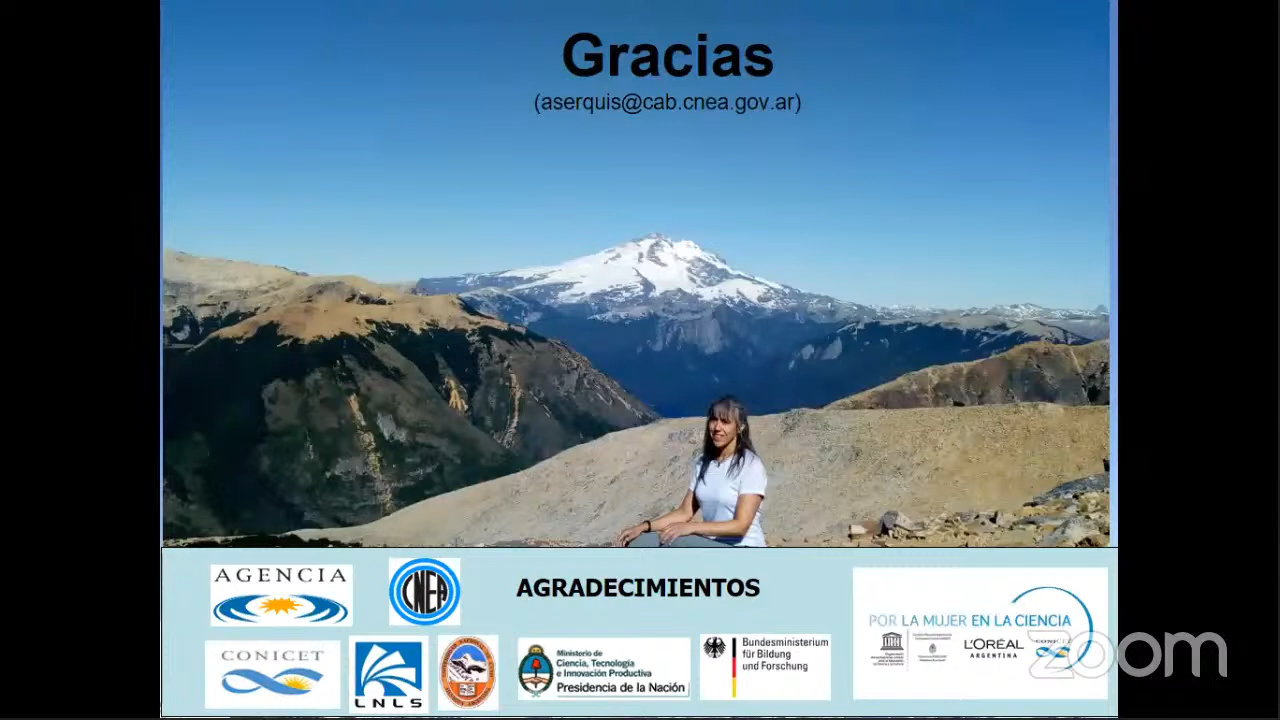 Gracias
(aserquis@cab.cnea.gov.ar)
AGENCIA
CNEA
AGRADECIMIENTOS
CONICET
LNLS
Ministerio de
Ciencia, Tecnología
e Innovación Productiva
Presidencia de la Nación
Bundesministerium
für Bildung
und Forschung
POR LA MUJER EN LA CIENCIA
L'ORÉAL
ARGENTINA
CONICET
zoom